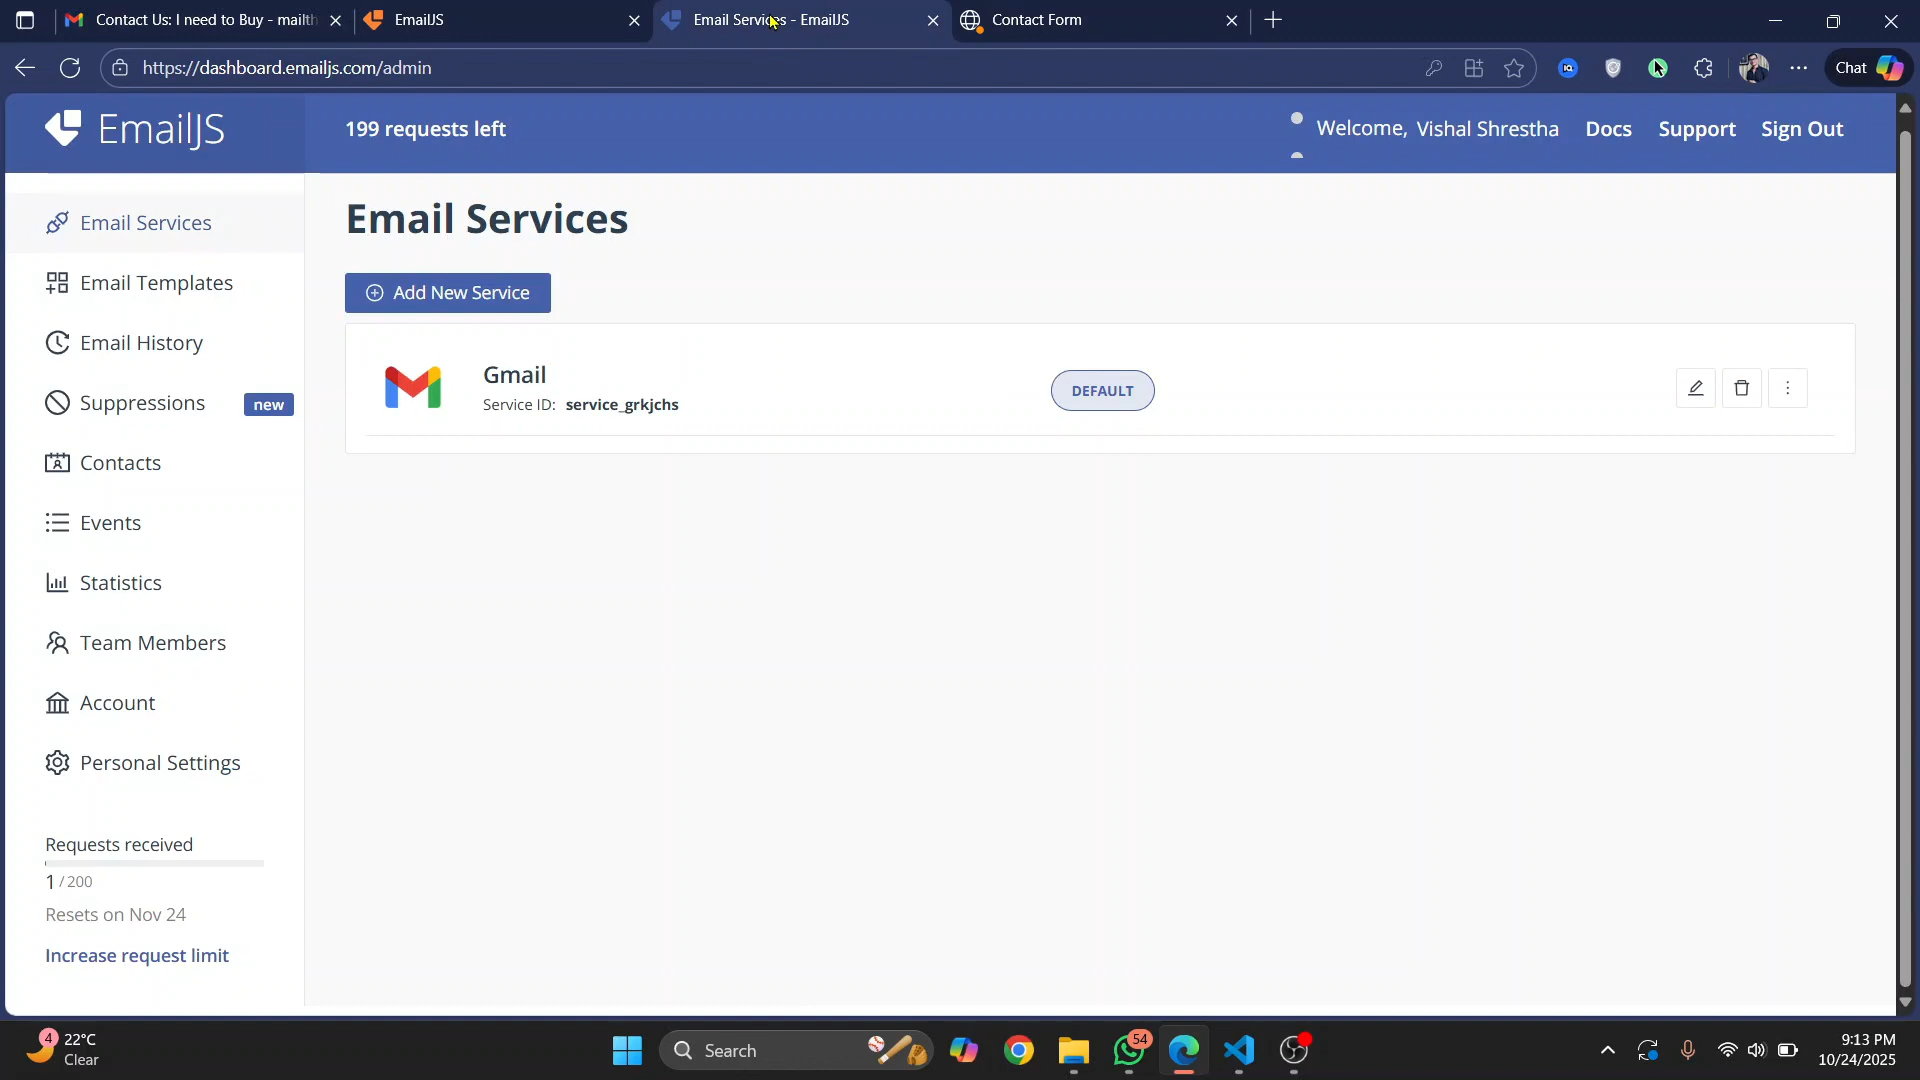 Contact Us: I need to Buy - mailth
EmailJS
Email Services - EmailJS
Contact Form
https://dashboard.emailjs.com/admin
Chat
EmailJS
199 requests left
Welcome, Vishal Shrestha
Docs
Support
Sign Out
Email Services
Email Templates
Email History
Suppressions
new
Contacts
Events
Statistics
Team Members
Account
Personal Settings
Requests received
1 / 200
Resets on Nov 24
Increase request limit
Email Services
Add New Service
Gmail
Service ID: service_grkjchs
DEFAULT
4
22°C
Clear
Search
54
9:13 PM
10/24/2025